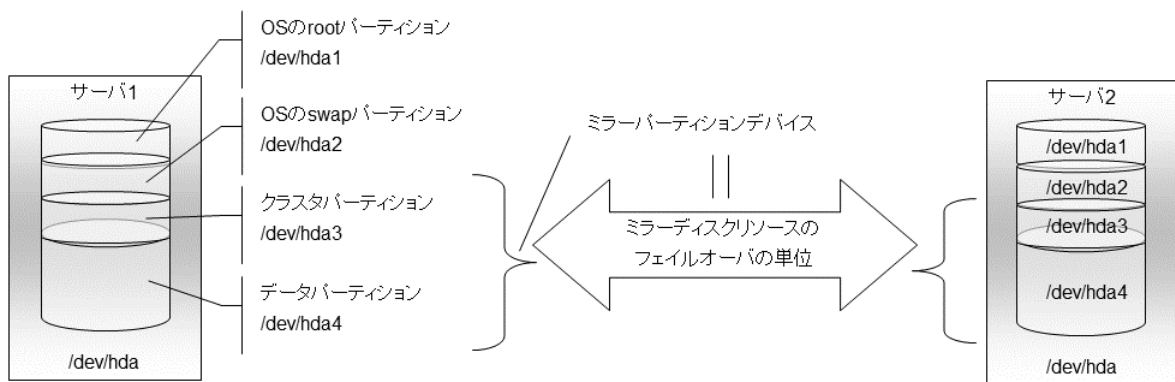 OSのrootパーティション
/dev/hda1
サーバ1
OSのswapパーティション
/dev/hda2
クラスタパーティション
/dev/hda3
データパーティション
/dev/hda4
/dev/hda
ミラーパーティションデバイス
ミラーディスクリソースの
フェイルオーバの単位
サーバ2
/dev/hda1
/dev/hda2
/dev/hda3
/dev/hda4
/dev/hda